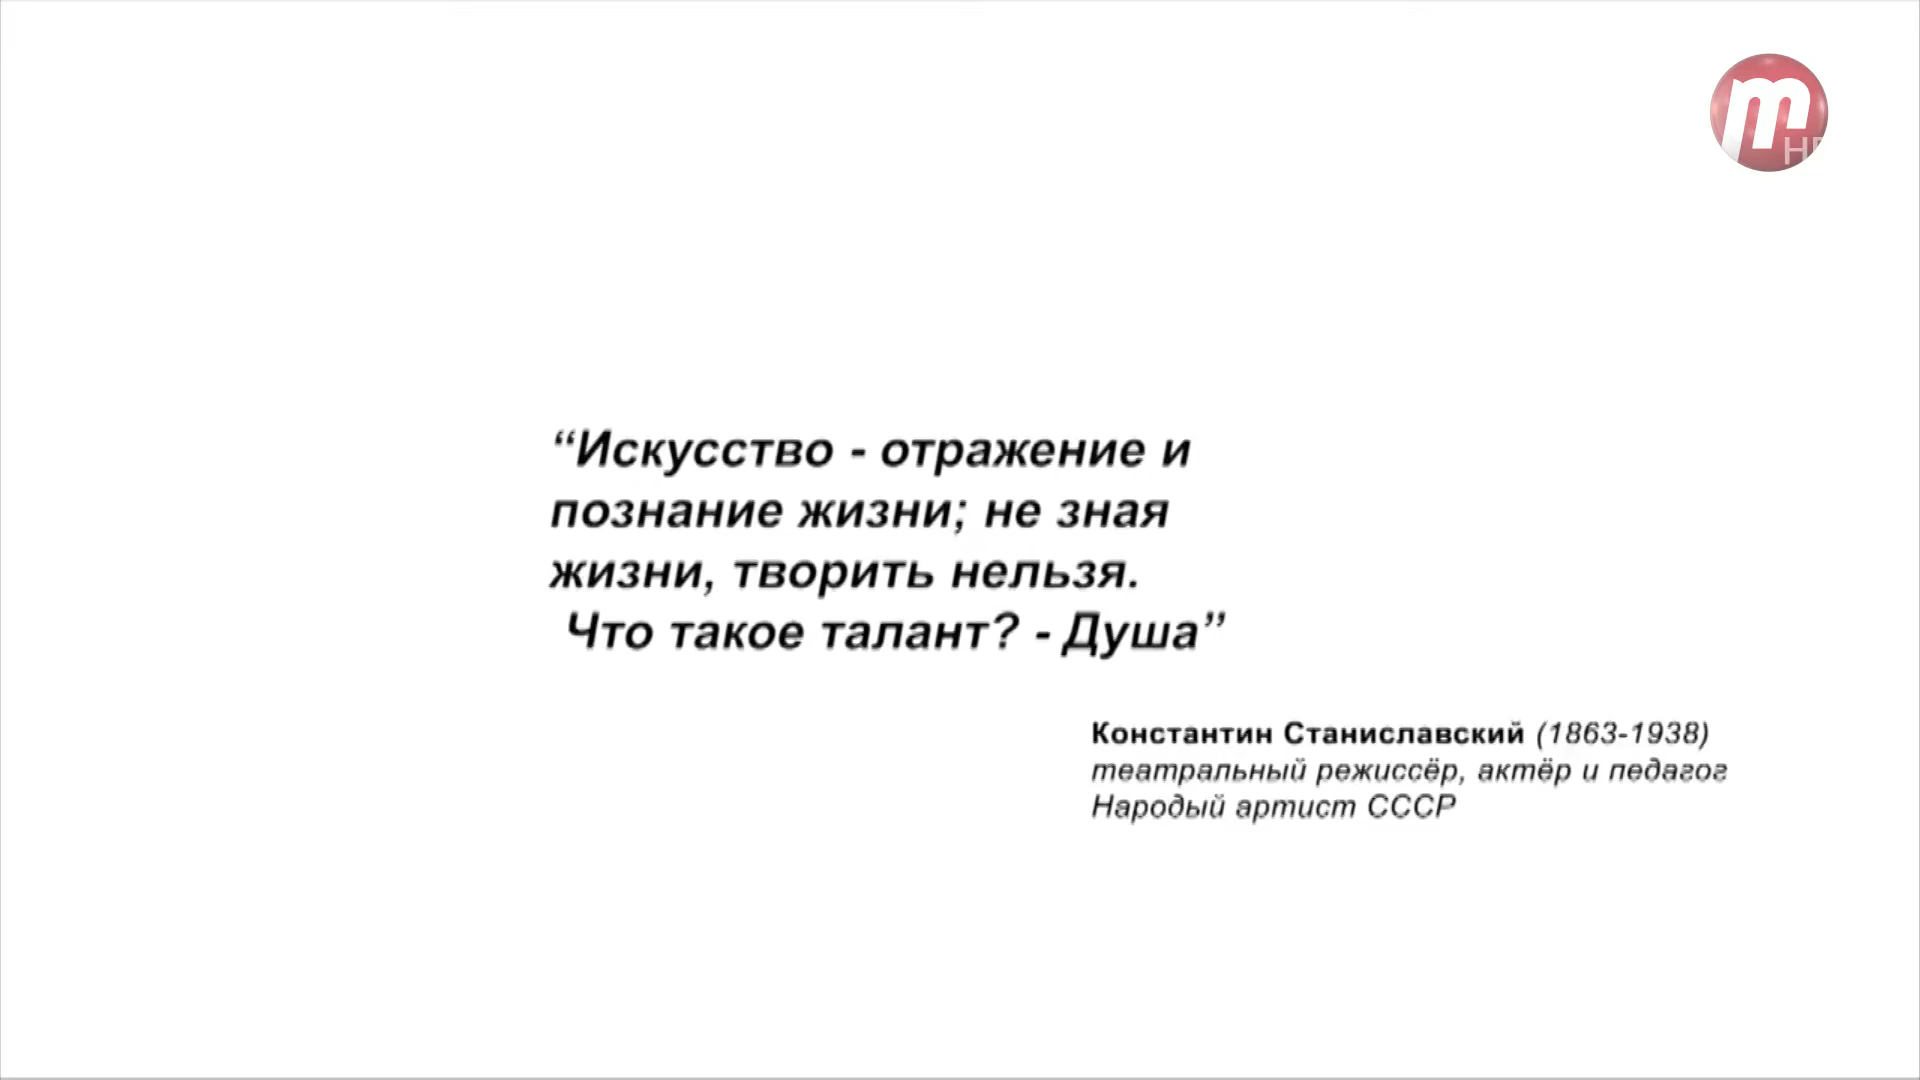 “Искусство - отражение и
познание жизни; не зная
жизни, творить нельзя.
Что такое талант? - Душа”
Константин Станиславский (1863-1938)
театральный режиссёр, актёр и педагог
Народый артист СССР
m